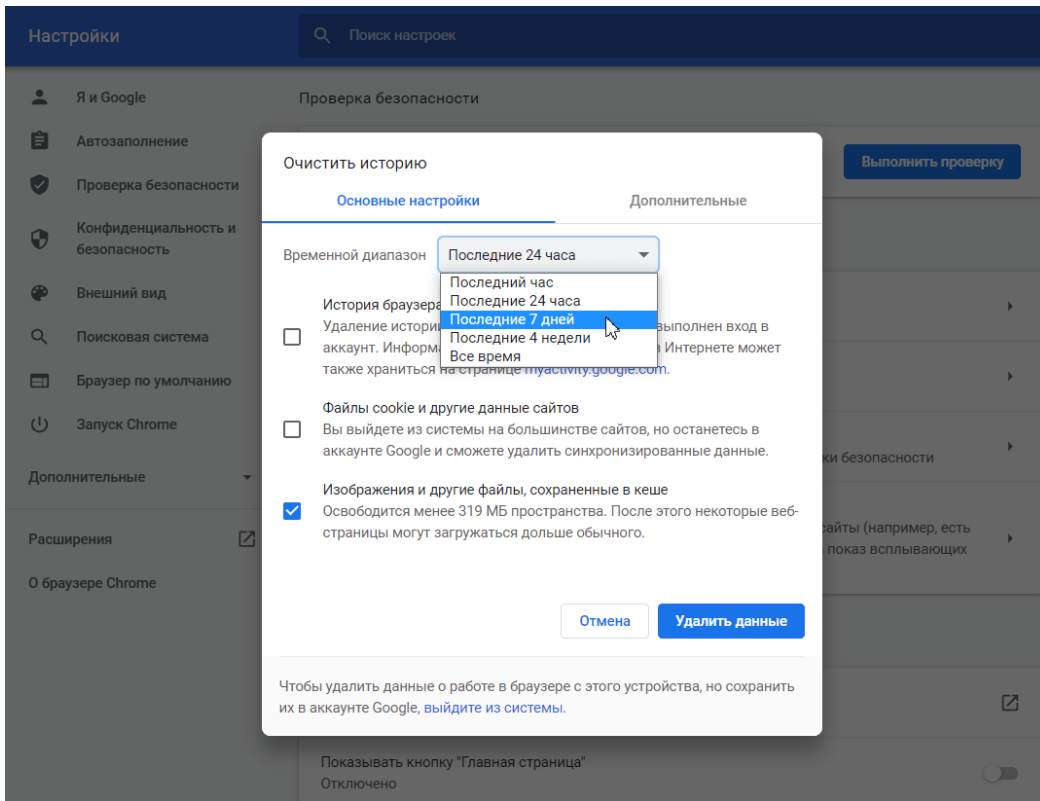 Настройки
Поиск настроек
Я и Google
Автозаполнение
Проверка безопасности
Конфиденциальность и
безопасность
Внешний вид
Поисковая система
Браузер по умолчанию
Запуск Chrome
Дополнительные
Расширения
О браузере Chrome
Проверка безопасности
Выполнить проверку
Очистить историю
Основные настройки
Дополнительные
Временной диапазон
Последние 24 часа
Последний час
Последние 24 часа
Последние 7 дней
Последние 4 недели
Все время
История браузера
Удаление выполнен вход в
аккаунт. в Интернете может
также храниться на странице myactivity.google.com.
Файлы cookie и другие данные сайтов
Вы выйдете из системы на большинстве сайтов, но останетесь в
аккаунте Google и сможете удалить синхронизированные данные.
Изображения и другие файлы, сохраненные в кеше
Освободится менее 319 МБ пространства. После этого некоторые веб-
страницы могут загружаться дольше обычного.
Отмена
Удалить данные
Чтобы удалить данные о работе в браузере с этого устройства, но сохранить
их в аккаунте Google, выйдите из системы.
безопасности
(например, есть
показ всплывающих
Показывать кнопку "Главная страница"
Отключено